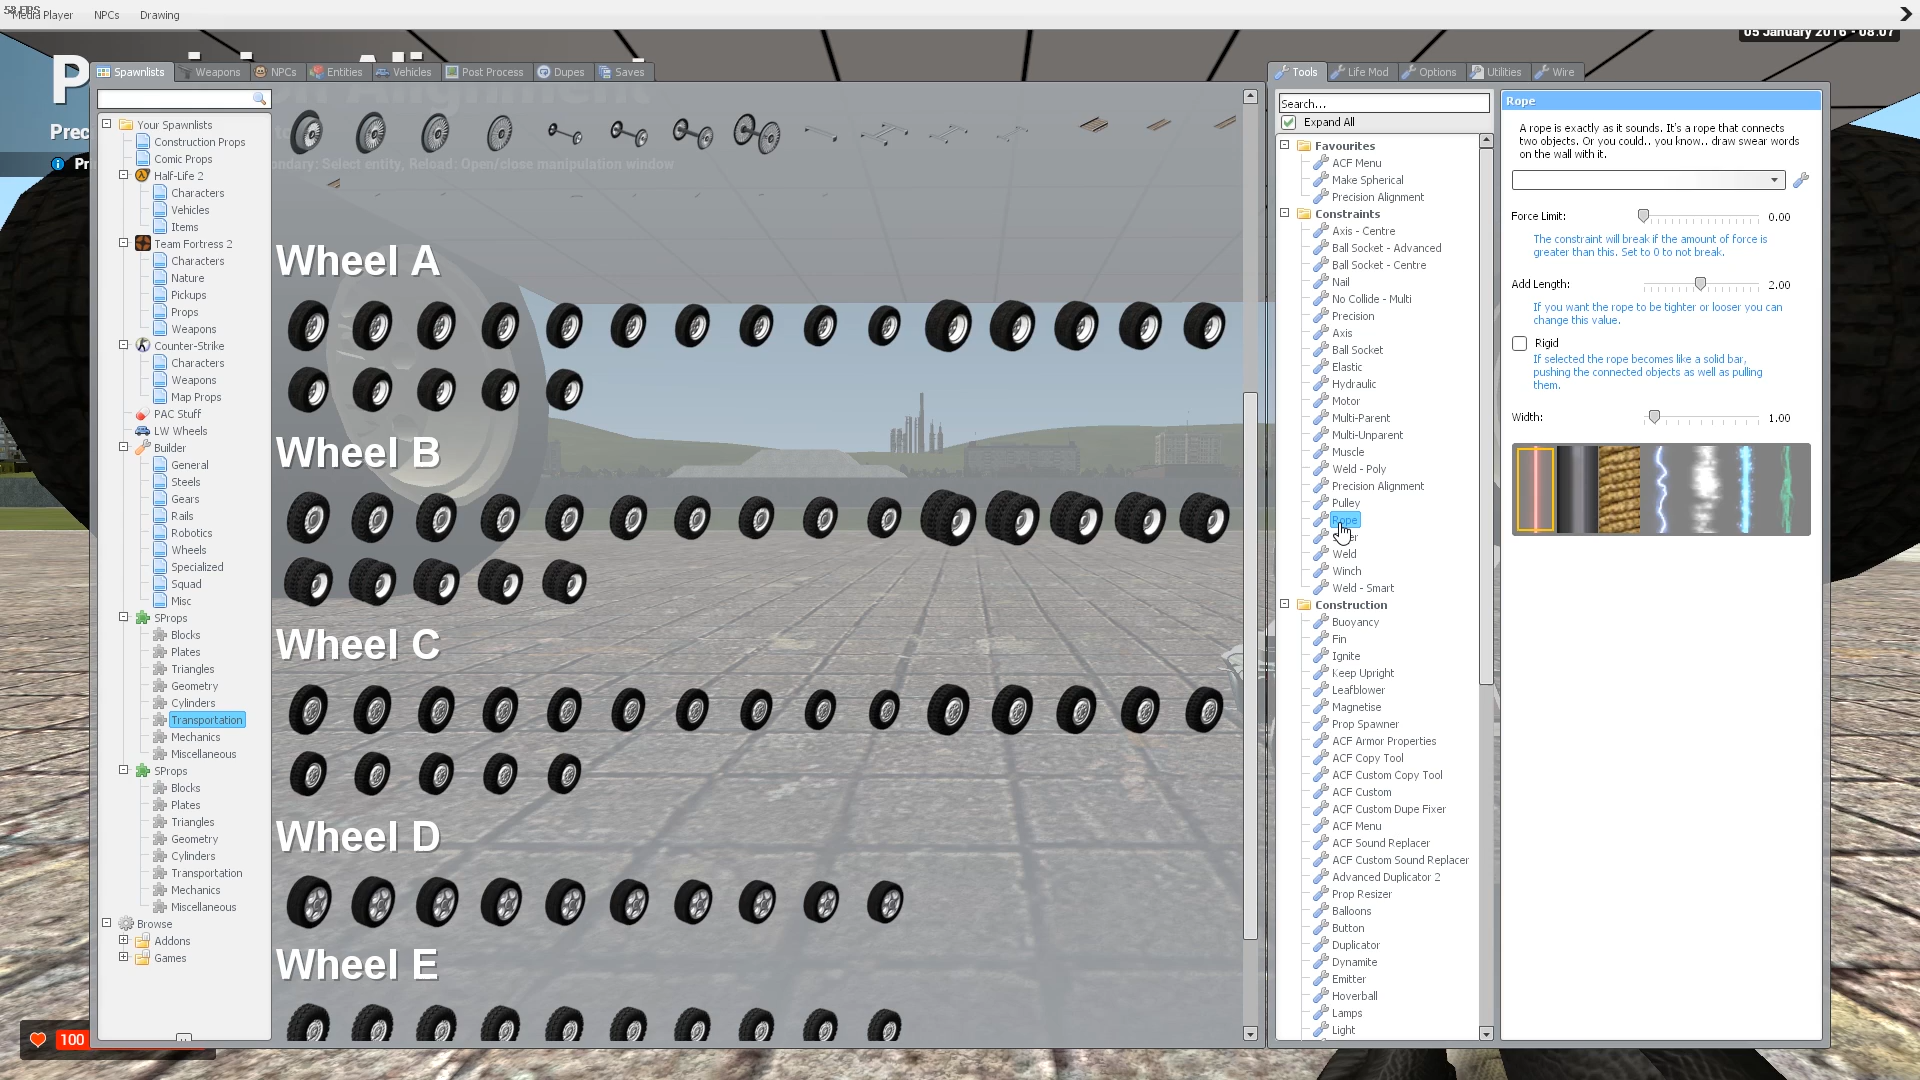 58 FPS
Media Player NPCs Drawing
05 January 2016 - 08:07
Spawnlists Weapons NPCs Entities Vehicles Post Process Dupes Saves
Your Spawnlists
Construction Props
Comic Props
Half-Life 2
Characters
Vehicles
Items
Team Fortress 2
Characters
Nature
Pickups
Props
Weapons
Counter-Strike
Characters
Weapons
Map Props
PAC Stuff
LW Wheels
Builder
General
Steels
Gears
Rails
Robotics
Wheels
Specialized
Squad
Misc
SProps
Blocks
Plates
Triangles
Geometry
Cylinders
Transportation
Mechanics
Miscellaneous
SProps
Blocks
Plates
Triangles
Geometry
Cylinders
Transportation
Mechanics
Miscellaneous
Browse
Addons
Games
100
Alignment
Prec
Pr
ondary: Select entity, Reload: Open/close manipulation window
Wheel A
Wheel B
Wheel C
Wheel D
Wheel E
Tools Life Mod Options Utilities Wire
Search...
Expand All
Favourites
ACF Menu
Make Spherical
Precision Alignment
Constraints
Axis - Centre
Ball Socket - Advanced
Ball Socket - Centre
Nail
No Collide - Multi
Precision
Axis
Ball Socket
Elastic
Hydraulic
Motor
Multi-Parent
Multi-Unparent
Muscle
Weld - Poly
Precision Alignment
Pulley
Rope
Weld
Winch
Weld - Smart
Construction
Buoyancy
Fin
Ignite
Keep Upright
Leafblower
Magnetise
Prop Spawner
ACF Armor Properties
ACF Copy Tool
ACF Custom Copy Tool
ACF Custom
ACF Custom Dupe Fixer
ACF Menu
ACF Sound Replacer
ACF Custom Sound Replacer
Advanced Duplicator 2
Prop Resizer
Balloons
Button
Duplicator
Dynamite
Emitter
Hoverball
Lamps
Light
Rope
A rope is exactly as it sounds. It's a rope that connects
two objects. Or you could.. you know.. draw swear words
on the wall with it.
Force Limit: 0.00
The constraint will break if the amount of force is
greater than this. Set to 0 to not break.
Add Length: 2.00
If you want the rope to be tighter or looser you can
change this value.
Rigid
If selected the rope becomes like a solid bar,
pushing the connected objects as well as pulling
them.
Width: 1.00